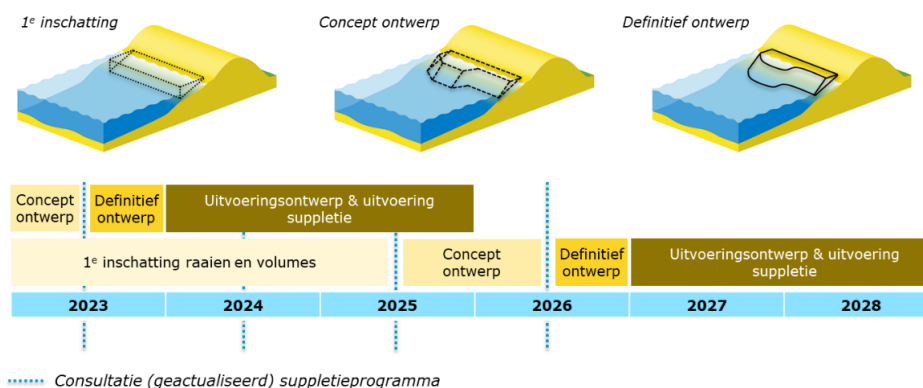 1e inschatting
Concept ontwerp
Definitief ontwerp
Concept
ontwerp
Definitief
ontwerp
Uitvoeringsontwerp & uitvoering
suppletie
1e inschatting raaien en volumes
Concept
ontwerp
Definitief
ontwerp
Uitvoeringsontwerp & uitvoering
suppletie
2023
2024
2025
2026
2027
2028
Consultatie (geactualiseerd) suppletieprogramma